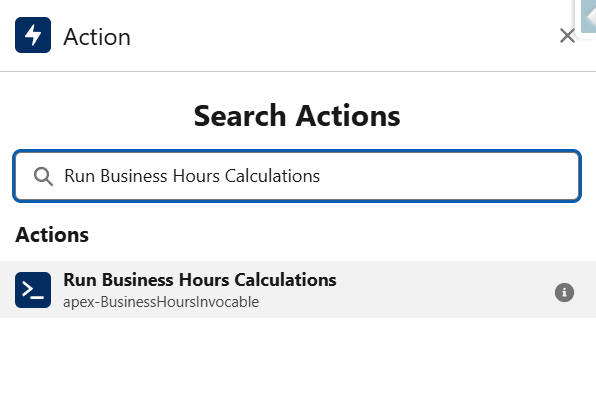 Action
Search Actions
Run Business Hours Calculations
Actions
Run Business Hours Calculations
apex-BusinessHoursInvocable